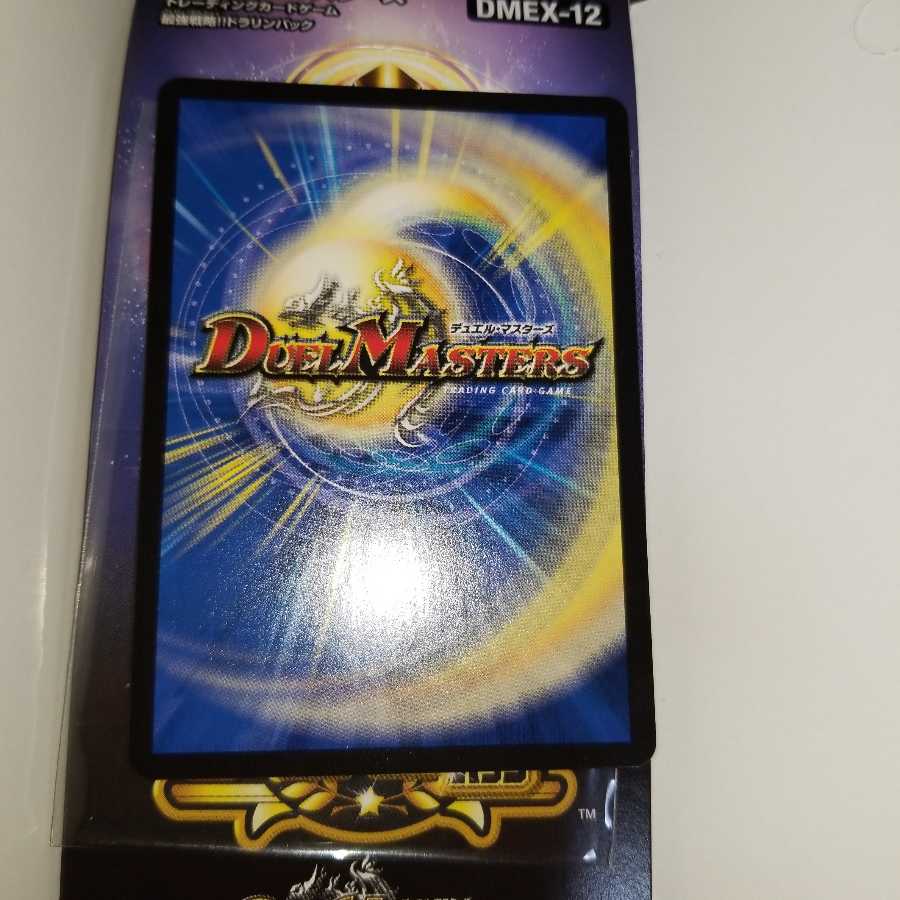 トレーディングカードゲーム
DMEX-12
最強戦略!!ドラリンパック
デュエル・マスターズ
DUEL MASTERS
TRADING CARD GAME
TM